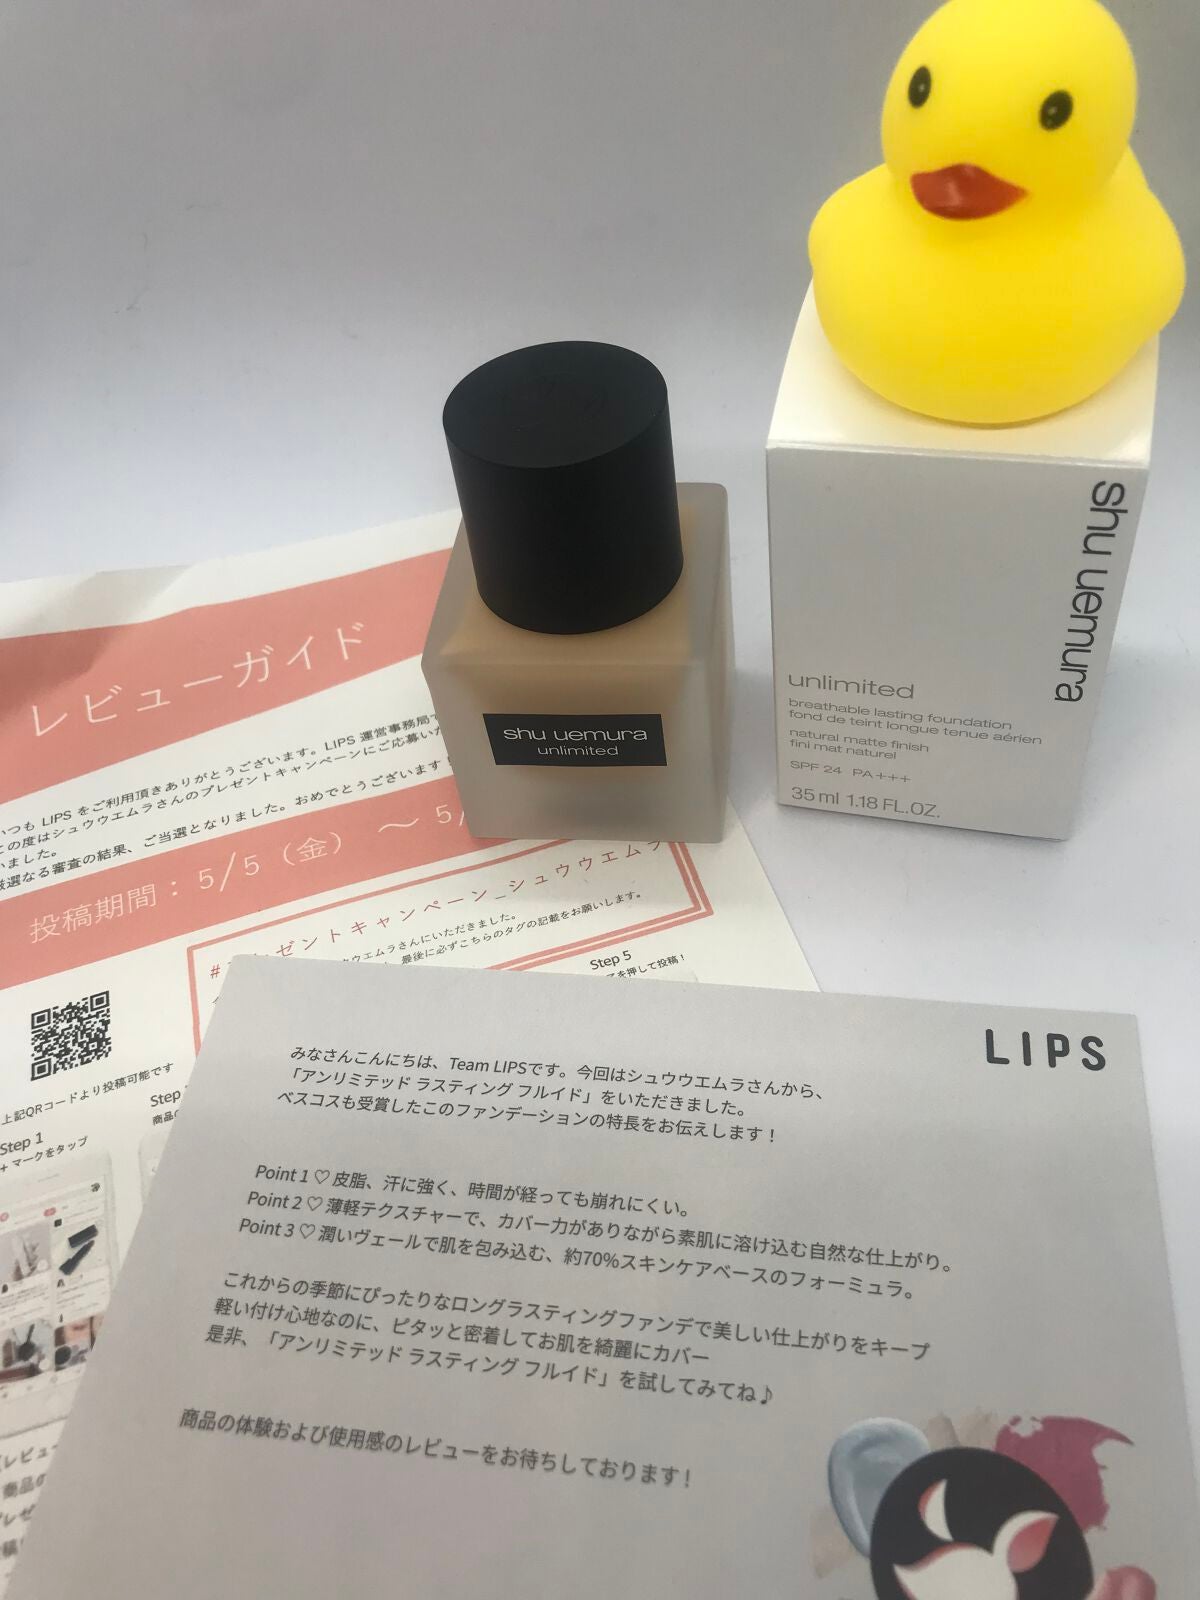 shu uemura
unlimited
breathable lasting foundation
fond de teint longue tenue aérien
natural matte finish
fini mat naturel
SPF 24 PA+++
35 ml 1.18 FL.OZ.
shu uemura
unlimited
レビューガイド
いつも LIPS をご利用頂きありがとうございます。LIPS 運営事務局で
この度はシュウウエムラさんのプレゼントキャンペーンにご応募いた
いました。
厳選なる審査の結果、ご当選となりました。おめでとうございます！
投稿期間：5/5（金）〜5/
ゼントキャンペーン_シュウウエムラ
ウエムラさんにいただきました。
最後に必ずこちらのタグの記載をお願いします。
上記QRコードより投稿可能です
Step 1
+ マークをタップ
Step
商品の
Step 5
を押して投稿！
レビュ
商品の
LIPS
みなさんこんにちは、Team LIPSです。今回はシュウウエムラさんから、
「アンリミテッド ラスティング フルイド」をいただきました。
ベスコスも受賞したこのファンデーションの特長をお伝えします！
Point 1 ♡ 皮脂、汗に強く、時間が経っても崩れにくい。
Point 2 ♡ 薄軽テクスチャーで、カバー力がありながら素肌に溶け込む自然な仕上がり。
Point 3 ♡ 潤いヴェールで肌を包み込む、約70%スキンケアベースのフォーミュラ。
これからの季節にぴったりなロングラスティングファンデで美しい仕上がりをキープ
軽い付け心地なのに、ピタッと密着してお肌を綺麗にカバー
是非、「アンリミテッド ラスティング フルイド」を試してみてね♪
商品の体験および使用感のレビューをお待ちしております！